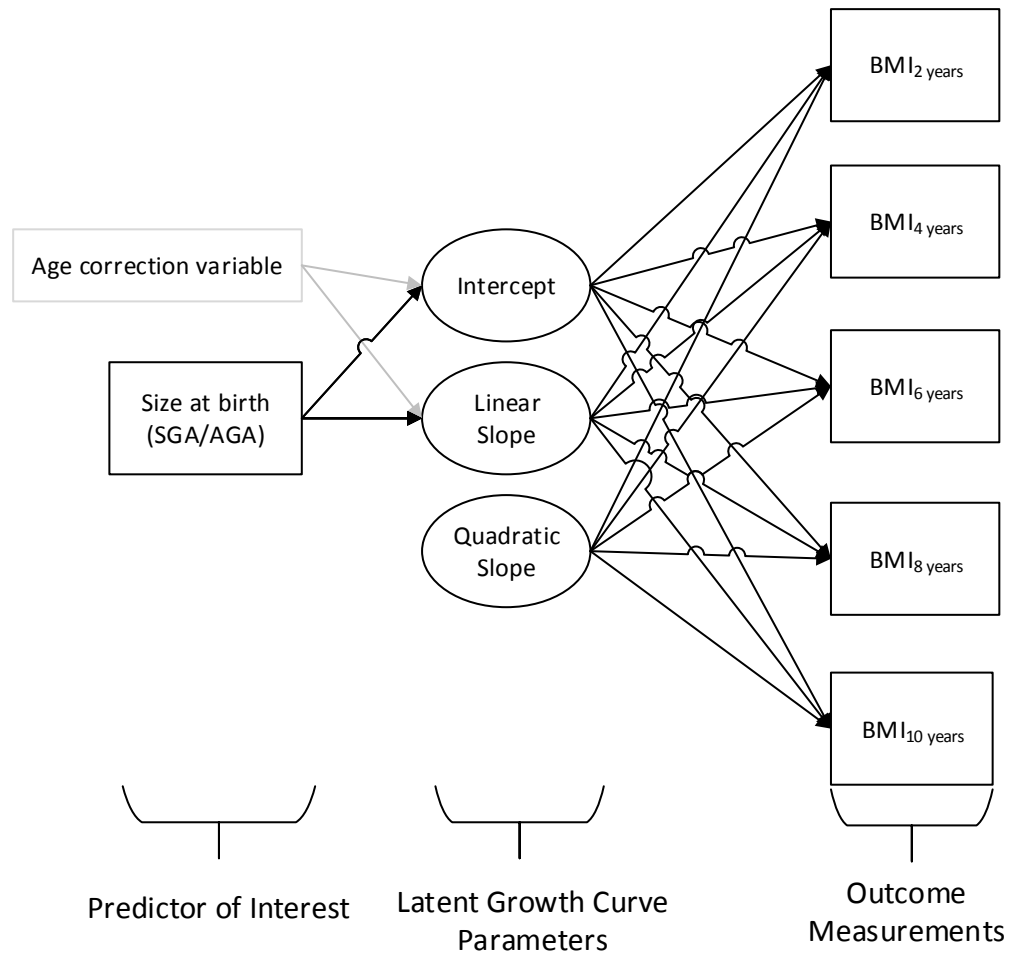 Age correction variable
Size at birth
(SGA/AGA)
Intercept
Linear
Slope
Quadratic
Slope
BMI2 years
BMI4 years
BMI6 years
BMI8 years
BMI10 years
Predictor of Interest
Latent Growth Curve
Parameters
Outcome
Measurements